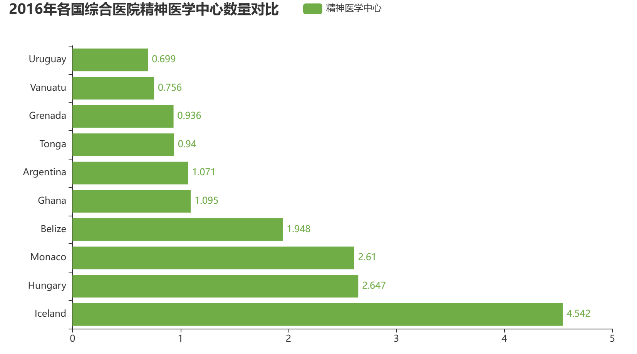 2016年各国综合医院精神医学中心数量对比
精神医学中心
Uruguay 0.699
Vanuatu 0.756
Grenada 0.936
Tonga 0.94
Argentina 1.071
Ghana 1.095
Belize 1.948
Monaco 2.61
Hungary 2.647
Iceland 4.542
0 1 2 3 4 5